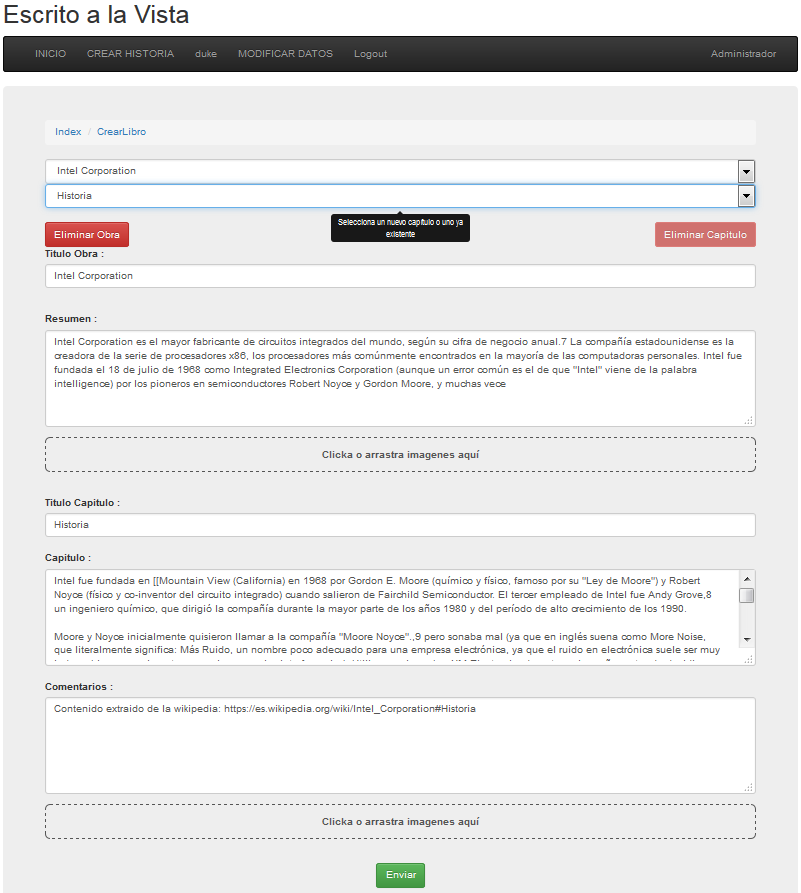 Escrito a la Vista
INICIO CREAR HISTORIA duke MODIFICAR DATOS Logout Administrador
Index / CrearLibro
Intel Corporation
Historia
Selecciona un nuevo capítulo o uno ya
existente
Eliminar Obra Eliminar Capitulo
Titulo Obra :
Intel Corporation
Resumen :
Intel Corporation es el mayor fabricante de circuitos integrados del mundo, según su cifra de negocio anual.7 La compañía estadounidense es la
creadora de la serie de procesadores x86, los procesadores más comúnmente encontrados en la mayoría de las computadoras personales. Intel fue
fundada el 18 de julio de 1968 como Integrated Electronics Corporation (aunque un error común es el de que "Intel" viene de la palabra
intelligence) por los pioneros en semiconductores Robert Noyce y Gordon Moore, y muchas vece
Clicka o arrastra imagenes aquí
Titulo Capitulo :
Historia
Capitulo :
Intel fue fundada en [[Mountain View (California) en 1968 por Gordon E. Moore (químico y físico, famoso por su "Ley de Moore") y Robert
Noyce (físico y co-inventor del circuito integrado) cuando salieron de Fairchild Semiconductor. El tercer empleado de Intel fue Andy Grove,8
un ingeniero químico, que dirigió la compañía durante la mayor parte de los años 1980 y del período de alto crecimiento de los 1990.
Moore y Noyce inicialmente quisieron llamar a la compañía "Moore Noyce".,9 pero sonaba mal (ya que en inglés suena como More Noise,
que literalmente significa: Más Ruido, un nombre poco adecuado para una empresa electrónica, ya que el ruido en electrónica suele ser muy
Comentarios :
Contenido extraido de la wikipedia: https://es.wikipedia.org/wiki/Intel_Corporation#Historia
Clicka o arrastra imagenes aquí
Enviar